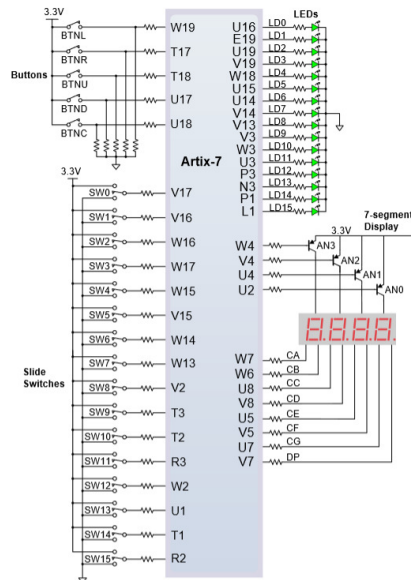 3.3V
BTNL
BTNR
Buttons
BTNU
BTND
BTNC
W19
T17
T18
U17
U18
Artix-7
LEDs
U16 LD0
E19 LD1
U19 LD2
V19 LD3
W18 LD4
U15 LD5
U14 LD6
V14 LD7
V13 LD8
V3 LD9
W3 LD10
U3 LD11
P3 LD12
N3 LD13
P1 LD14
L1 LD15
3.3V
Slide
Switches
SW0 V17
SW1 V16
SW2 W16
SW3 W17
SW4 W15
SW5 V15
SW6 W14
SW7 W13
SW8 V2
SW9 T3
SW10 T2
SW11 R3
SW12 W2
SW13 U1
SW14 T1
SW15 R2
7-segment
Display
3.3V
W4 AN3
V4 AN2
U4 AN1
U2 AN0
8.8.8.8.
W7 CA
W6 CB
U8 CC
V8 CD
U5 CE
V5 CF
U7 CG
V7 DP